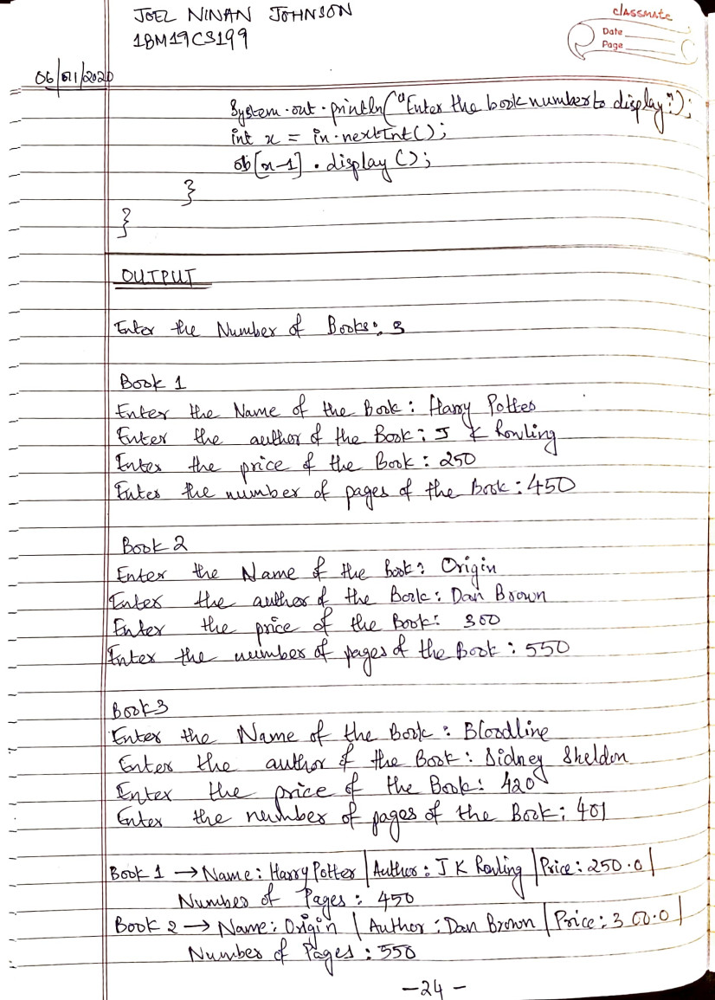 JOEL NINAN JOHNSON
1BM19CS199
classmate
Date
Page
06/01/2020
System.out.println("Enter the book number to display:");
int x = in.nextInt();
ob[x-1].display();
}
}
OUTPUT
Enter the Number of Books: 3
Book 1
Enter the Name of the Book: Harry Potter
Enter the author of the Book: J K Rowling
Enter the price of the Book: 250
Enter the number of pages of the Book: 450
Book 2
Enter the Name of the Book: Origin
Enter the author of the Book: Dan Brown
Enter the price of the Book: 300
Enter the number of pages of the Book: 550
Book 3
Enter the Name of the Book: Bloodline
Enter the author of the Book: Sidney Sheldon
Enter the price of the Book: 420
Enter the number of pages of the Book: 401
Book 1 → Name: Harry Potter | Author: J K Rowling | Price: 250.0 |
Number of Pages: 450
Book 2 → Name: Origin | Author: Dan Brown | Price: 300.0 |
Number of Pages: 550
-24-